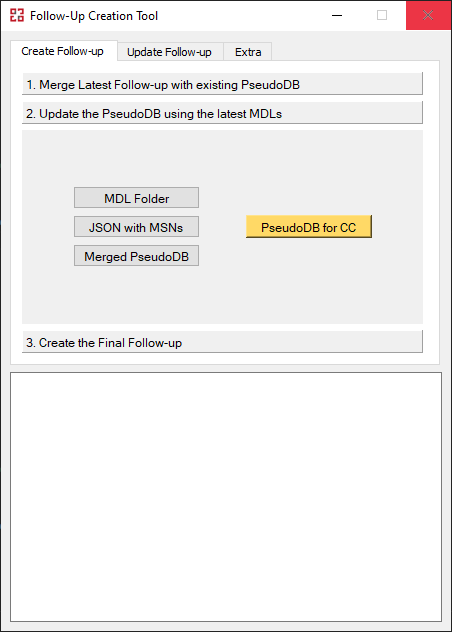 Follow-Up Creation Tool
Create Follow-up
Update Follow-up
Extra
1. Merge Latest Follow-up with existing PseudoDB
2. Update the PseudoDB using the latest MDLs
MDL Folder
JSON with MSNs
PseudoDB for CC
Merged PseudoDB
3. Create the Final Follow-up